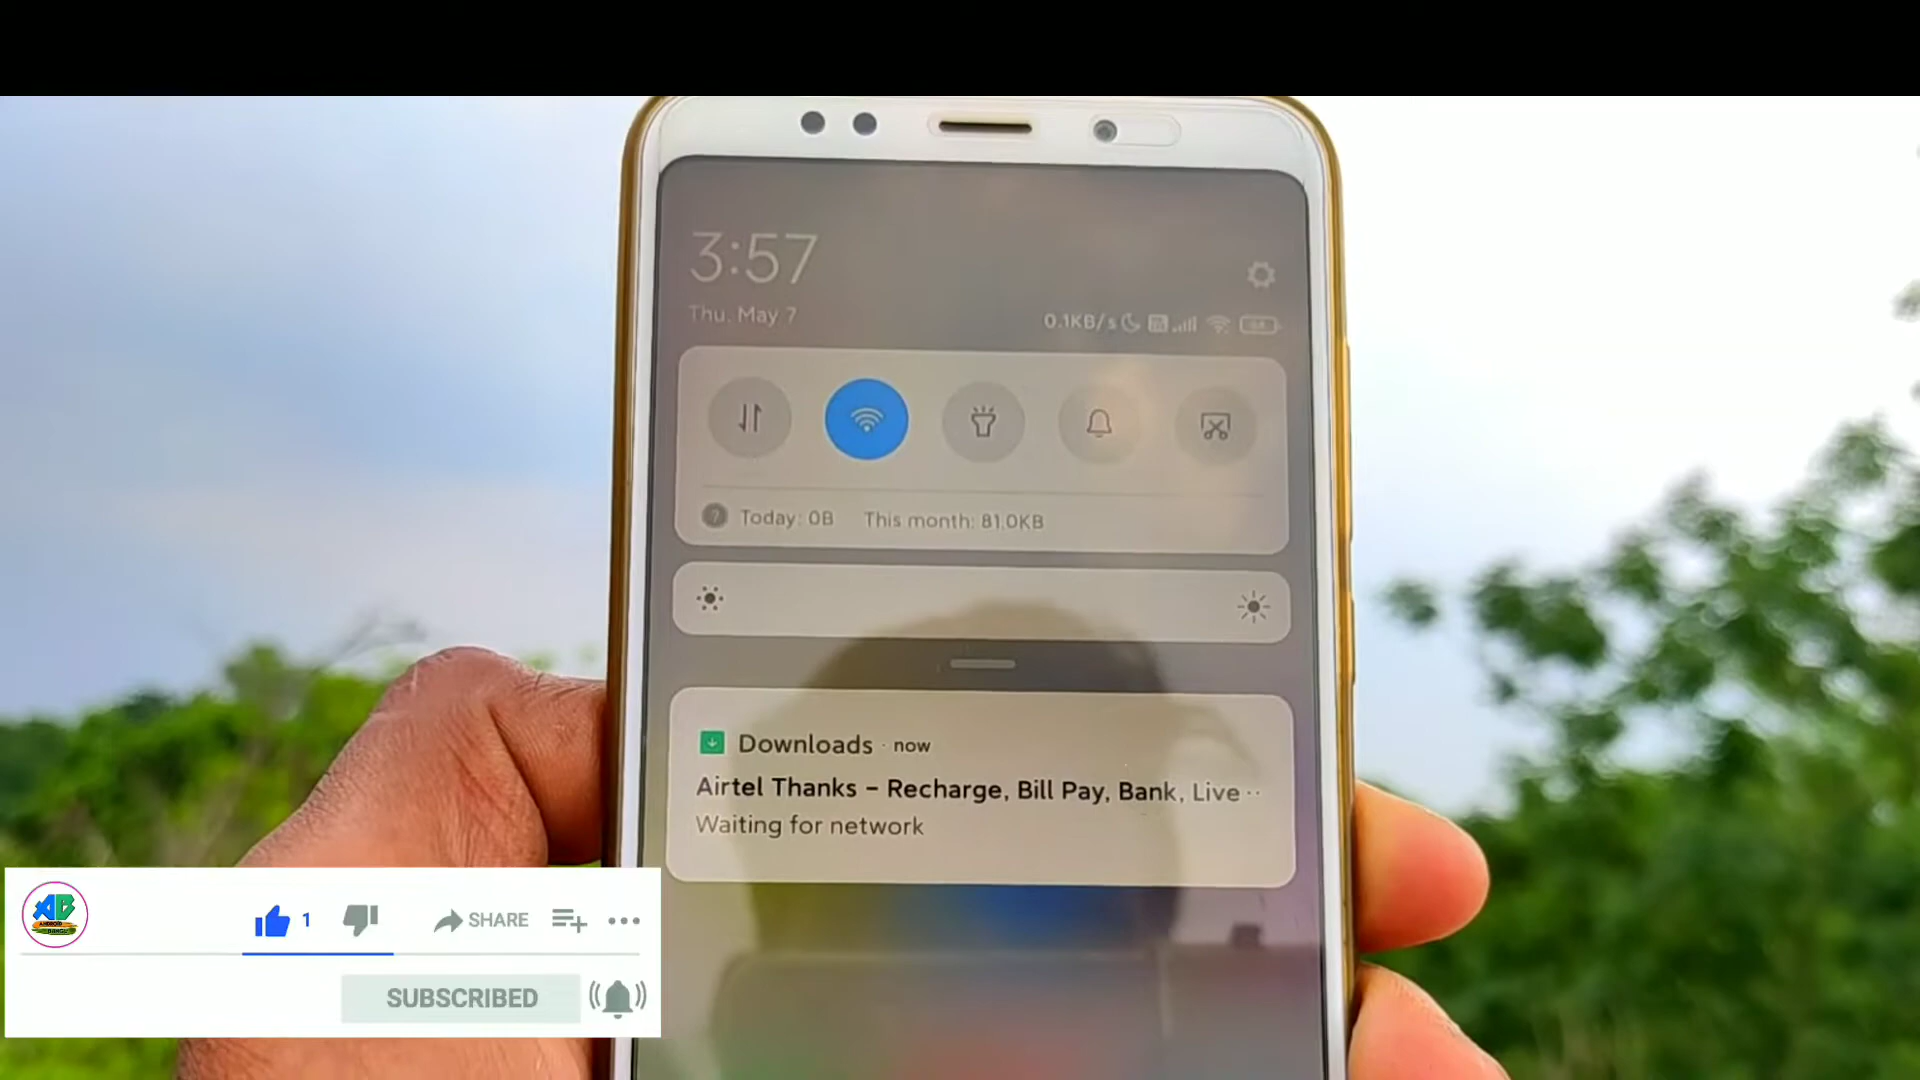 3:57
Thu, May 7
0.1KB/s
Today: 0B This month: 81.0KB
Downloads · now
Airtel Thanks – Recharge, Bill Pay, Bank, Live ··
Waiting for network
1
SHARE
SUBSCRIBED